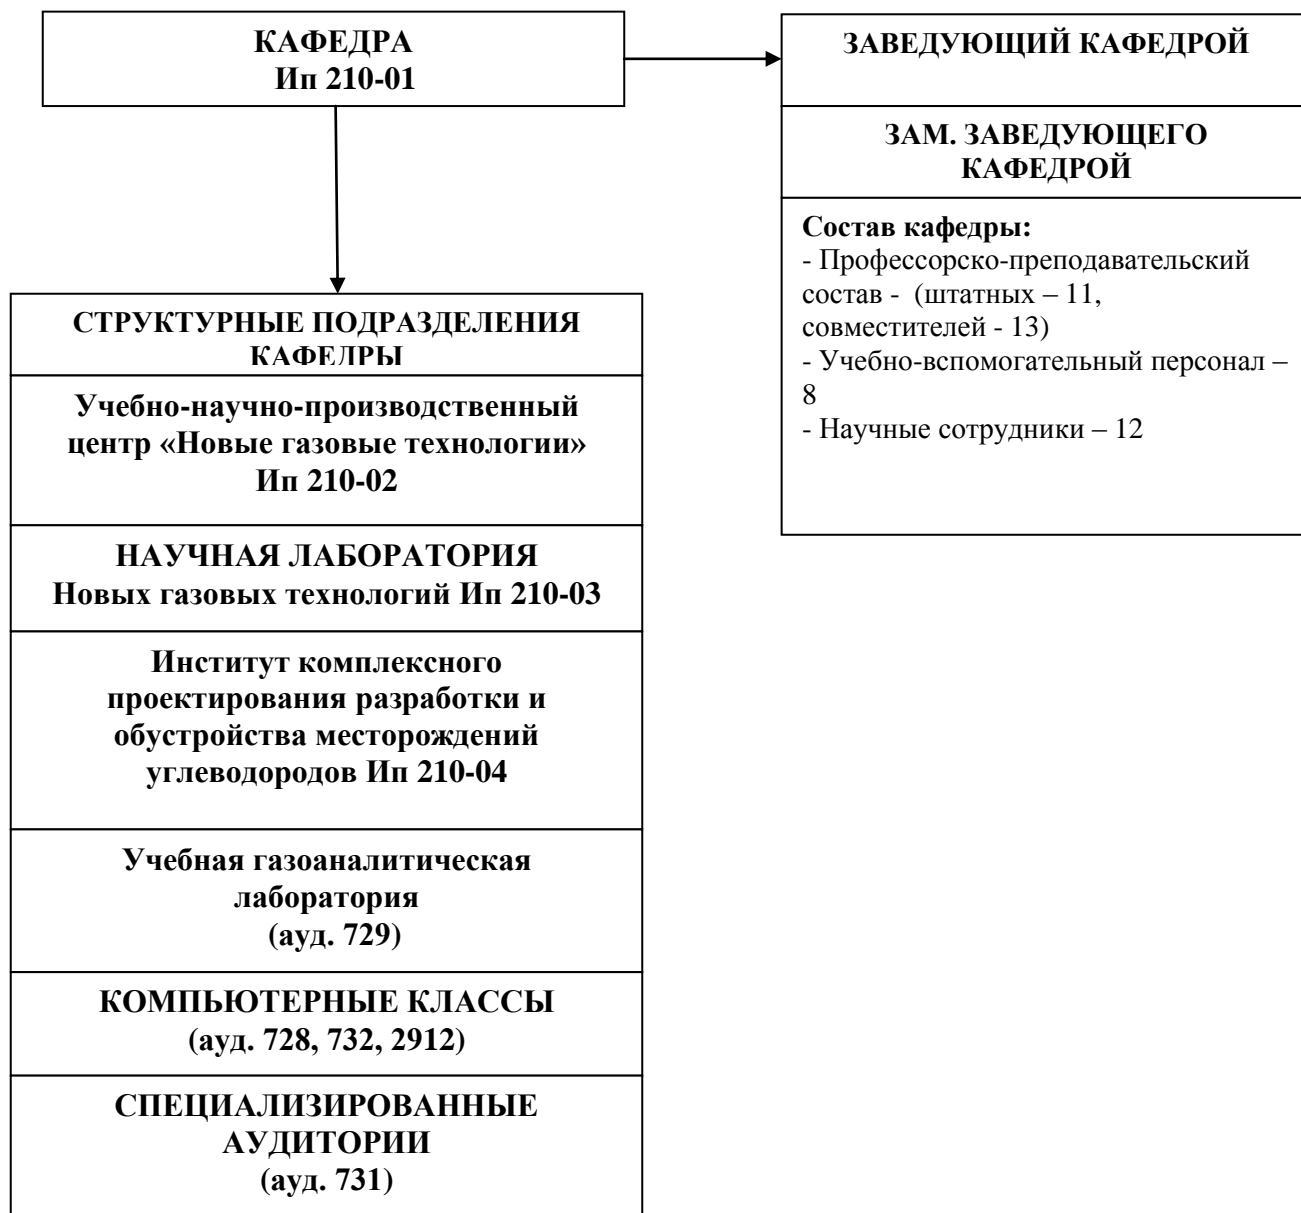 КАФЕДРА
Ип 210-01
ЗАВЕДУЮЩИЙ КАФЕДРОЙ
ЗАМ. ЗАВЕДУЮЩЕГО
КАФЕДРОЙ
Состав кафедры:
- Профессорско-преподавательский
состав - (штатных – 11,
совместителей - 13)
- Учебно-вспомогательный персонал –
8
- Научные сотрудники – 12
СТРУКТУРНЫЕ ПОДРАЗДЕЛЕНИЯ
КАФЕДРЫ
Учебно-научно-производственный
центр «Новые газовые технологии»
Ип 210-02
НАУЧНАЯ ЛАБОРАТОРИЯ
Новых газовых технологий Ип 210-03
Институт комплексного
проектирования разработки и
обустройства месторождений
углеводородов Ип 210-04
Учебная газоаналитическая
лаборатория
(ауд. 729)
КОМПЬЮТЕРНЫЕ КЛАССЫ
(ауд. 728, 732, 2912)
СПЕЦИАЛИЗИРОВАННЫЕ
АУДИТОРИИ
(ауд. 731)